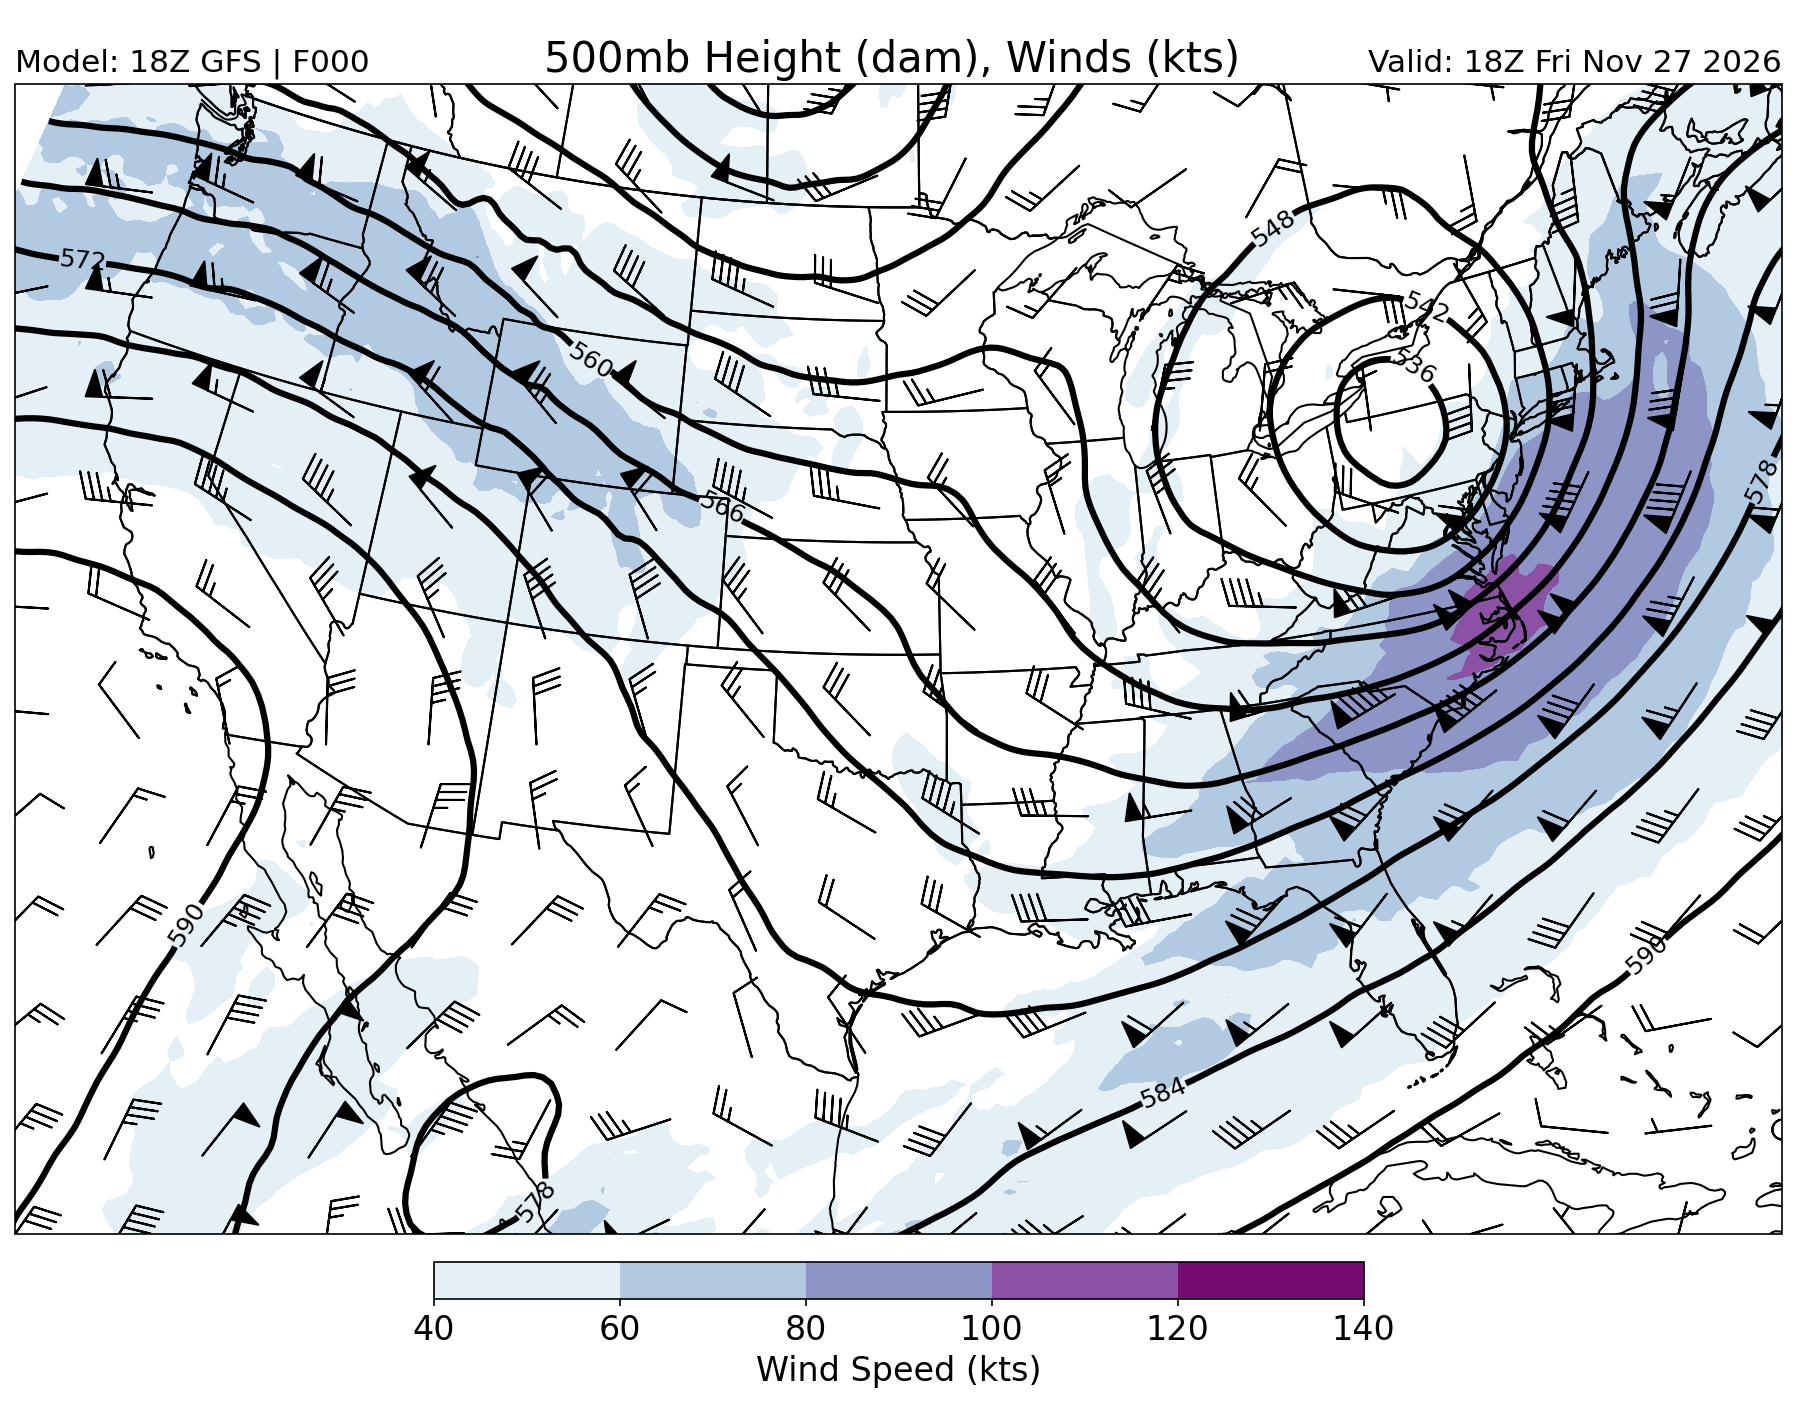 Model: 18Z GFS | F000
500mb Height (dam), Winds (kts)
Valid: 18Z Fri Nov 27 2026
548
572
542
560
536
578
566
590
590
584
578
40 60 80 100 120 140
Wind Speed (kts)